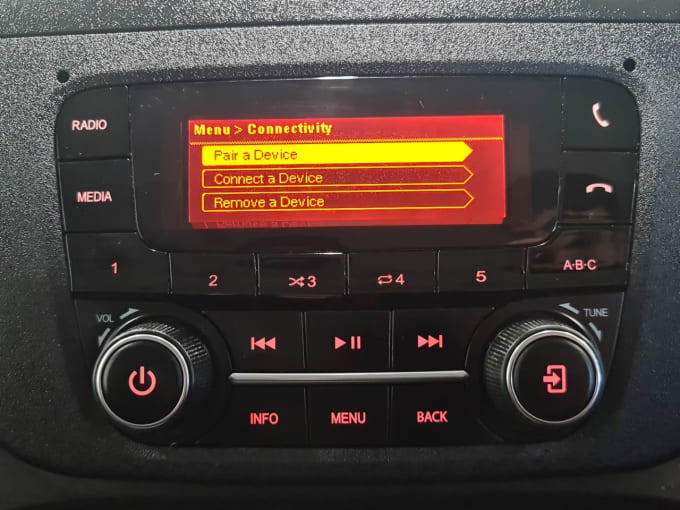 RADIO
Menu > Connectivity
Pair a Device
Connect a Device
Remove a Device
MEDIA
1
2
3
4
5
A·B·C
VOL
TUNE
INFO
MENU
BACK